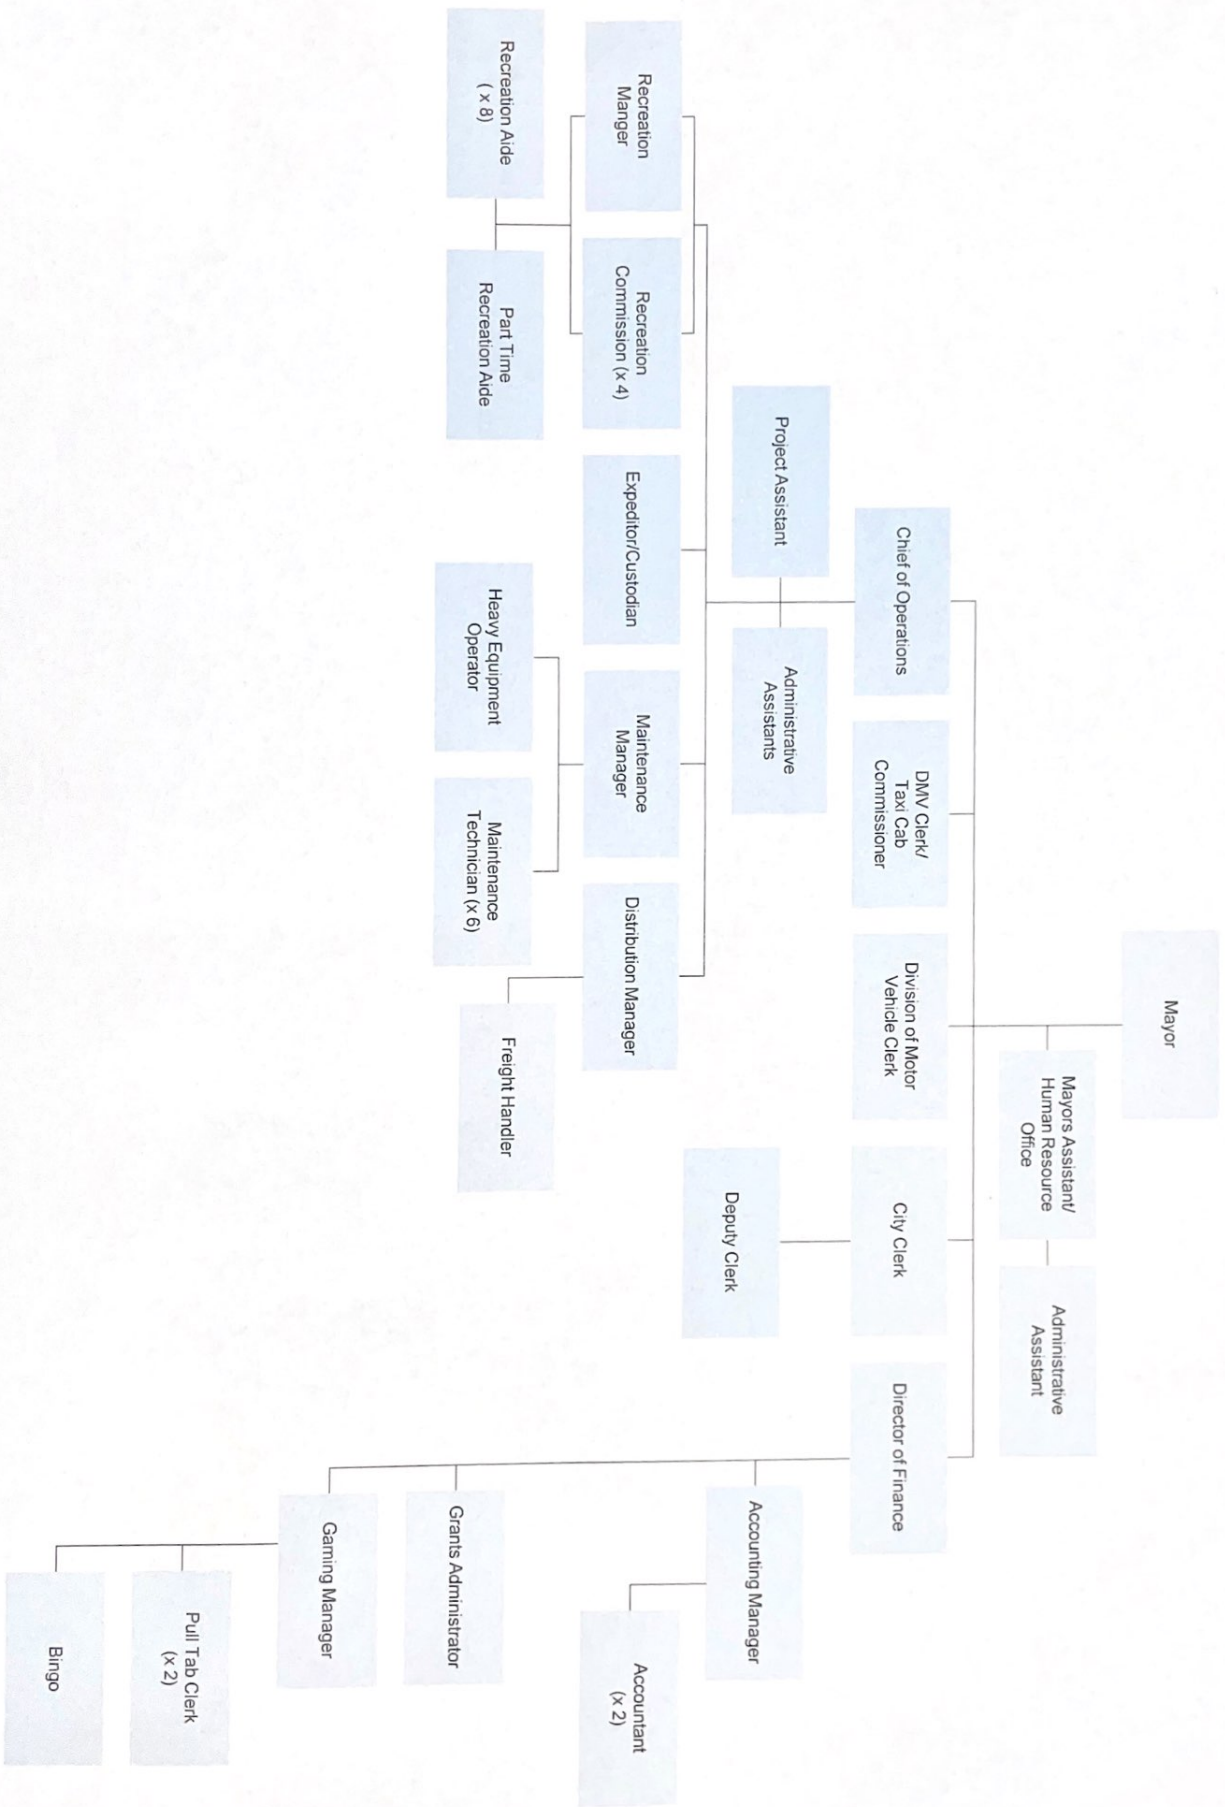 Mayor
Mayors Assistant/
Human Resource
Office
Administrative
Assistant
Chief of Operations
DMV Clerk/
Taxi Cab
Commissioner
Division of Motor
Vehicle Clerk
City Clerk
Director of Finance
Project Assistant
Administrative
Assistants
Deputy Clerk
Accounting Manager
Recreation
Manger
Recreation
Commission (x 4)
Expeditor/Custodian
Maintenance
Manager
Distribution Manager
Accountant
(x 2)
Recreation Aide
( x 8)
Part Time
Recreation Aide
Heavy Equipment
Operator
Maintenance
Technician (x 6)
Freight Handler
Grants Administrator
Gaming Manager
Pull Tab Clerk
(x 2)
Bingo